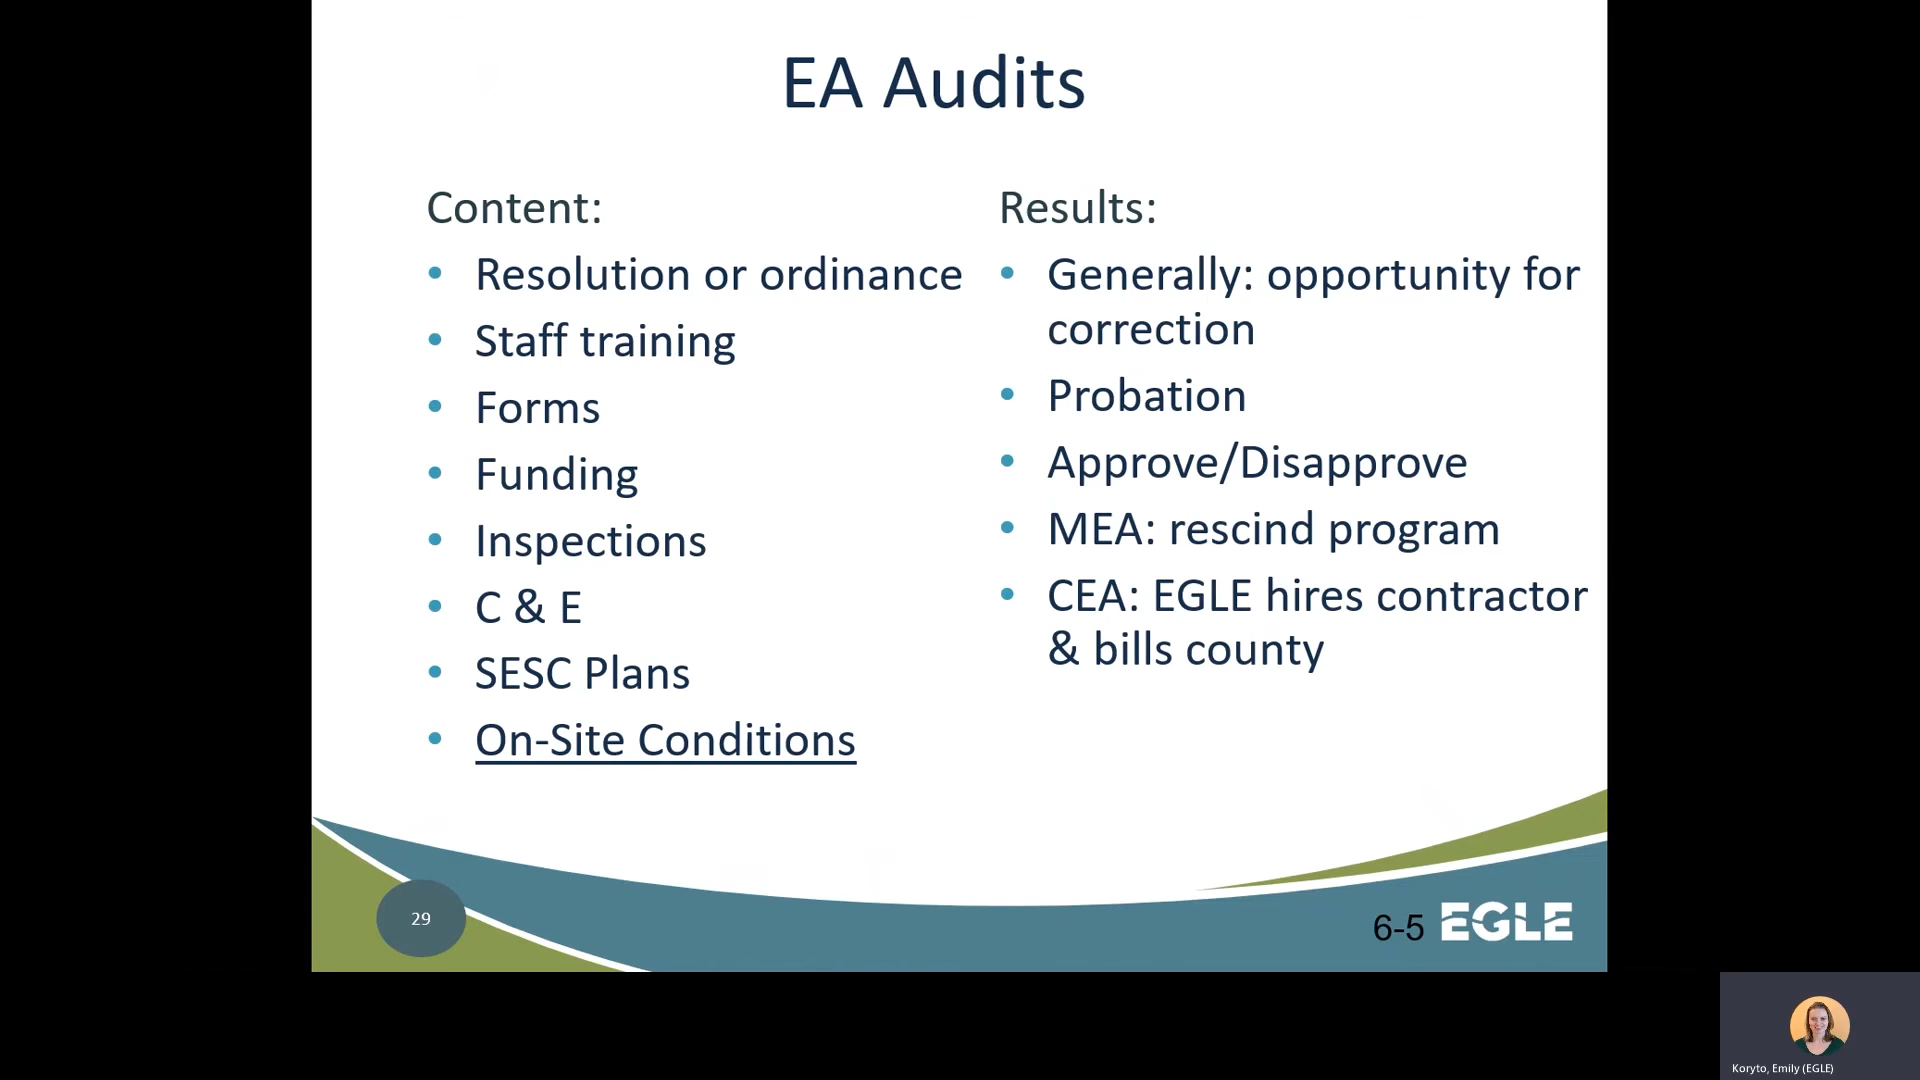 EA Audits
Content:
• Resolution or ordinance
• Staff training
• Forms
• Funding
• Inspections
• C & E
• SESC Plans
• On-Site Conditions
Results:
• Generally: opportunity for
correction
• Probation
• Approve/Disapprove
• MEA: rescind program
• CEA: EGLE hires contractor
& bills county
29
6-5 EGLE
Koryto, Emily (EGLE)